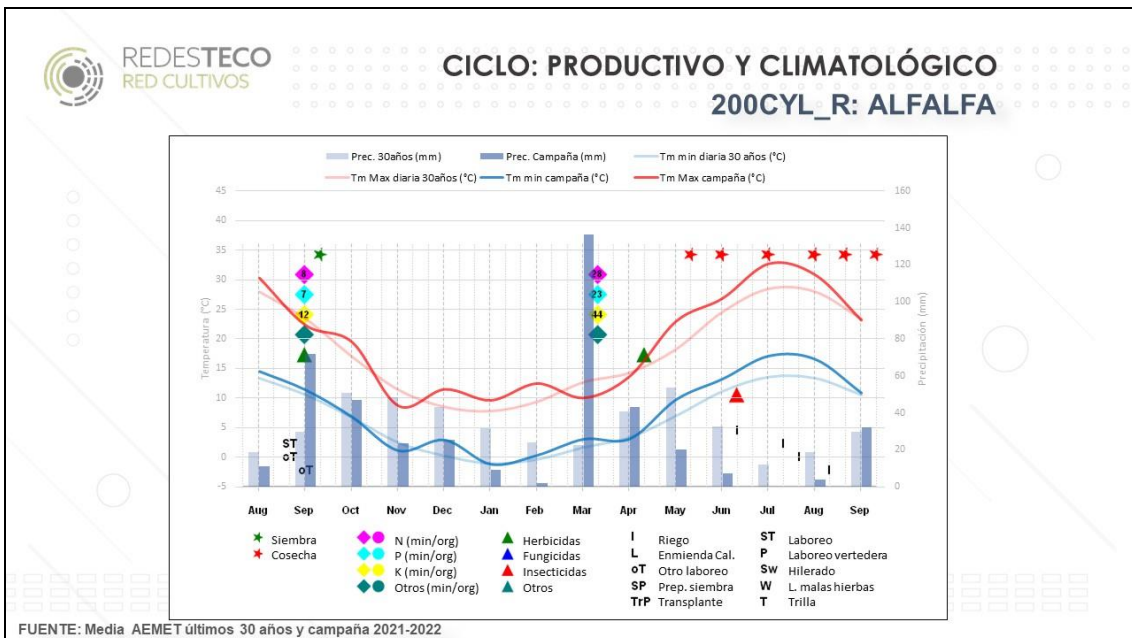 REDESTECO
RED CULTIVOS
CICLO: PRODUCTIVO Y CLIMATOLÓGICO
200CYL_R: ALFALFA
Prec. 30años (mm) Prec. Campaña (mm) Tm min diaria 30 años (°C)
Tm Max diaria 30años (°C) Tm min campaña (°C) Tm Max campaña (°C)
45 160
40 140
35 120
30 100
25 80
20 60
15 40
10 20
5 0
0
-5
Temperatura (°C)
Precipitación (mm)
8 28
7 23
12 44
ST
oT
oT
i
I
I
I
Aug Sep Oct Nov Dec Jan Feb Mar Apr May Jun Jul Aug Sep
Siembra N (min/org) Herbicidas I Riego ST Laboreo
Cosecha P (min/org) Fungicidas L Enmienda Cal. P Laboreo vertedera
K (min/org) Insecticidas oT Otro laboreo Sw Hilerado
Otros (min/org) Otros SP Prep. siembra W L. malas hierbas
TrP Transplante T Trilla
FUENTE: Media AEMET últimos 30 años y campaña 2021-2022